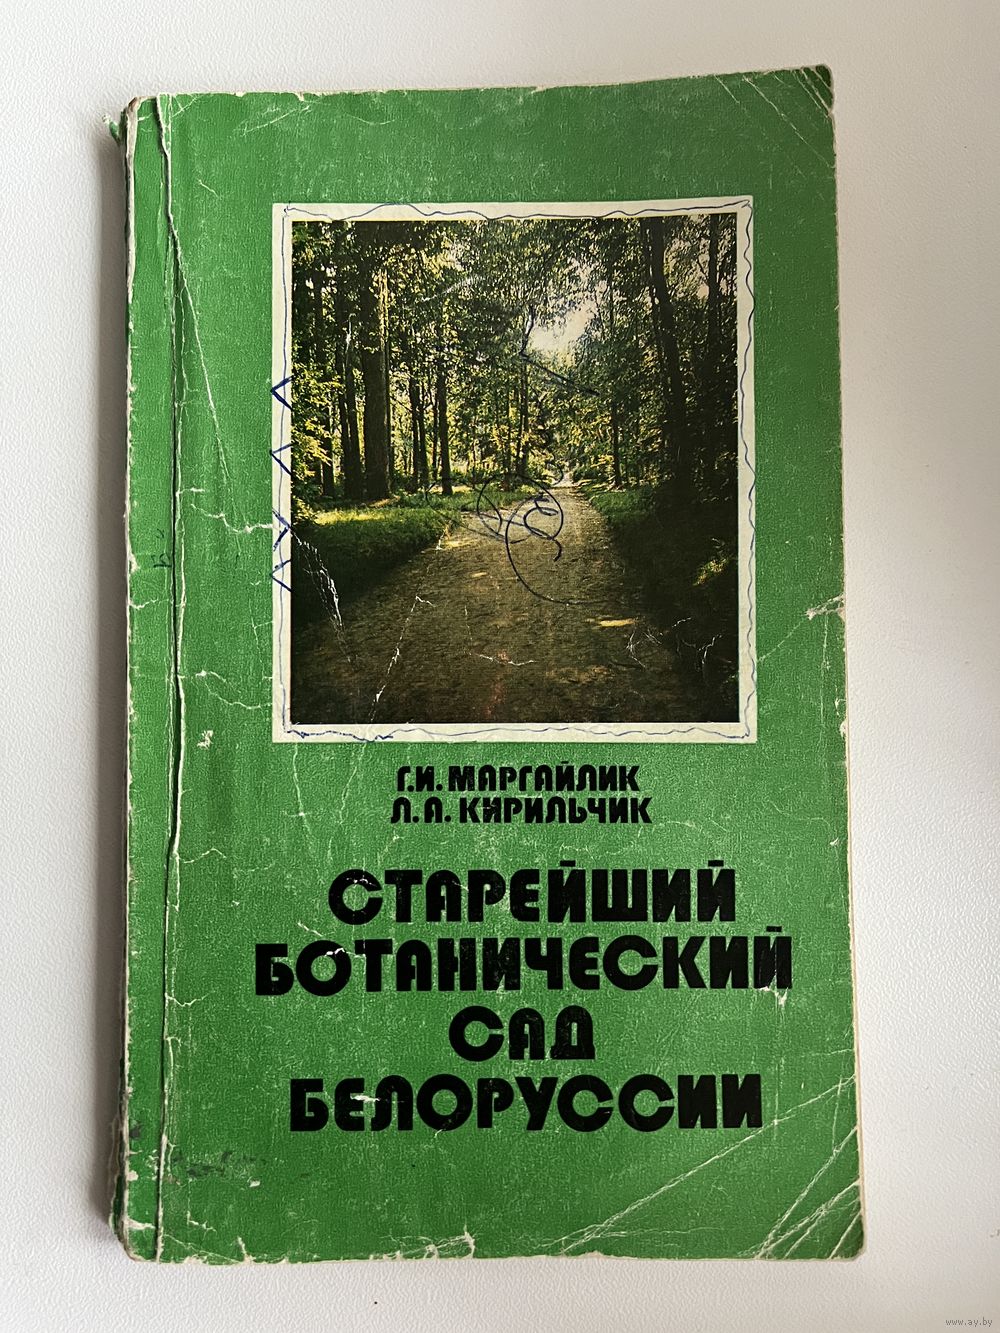 Г.И. МАРГАЙЛИК
Л.А. КИРИЛЬЧИК
СТАРЕЙШИЙ
БОТАНИЧЕСКИЙ
САД
БЕЛОРУССИИ
www.ay.by